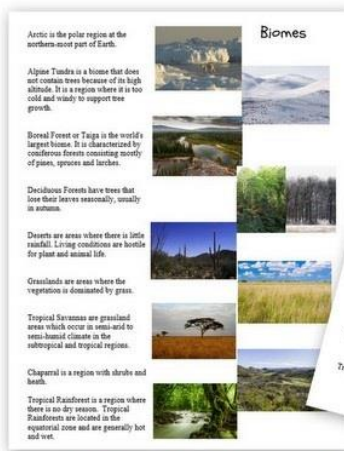 Biomes
Arctic is the polar region at the
northern-most part of Earth.
Alpine Tundra is a biome that does
not contain trees because of its high
altitude. It is a region where it is too
cold and windy to support tree
growth.
Boreal Forest or Taiga is the world's
largest biome. It is characterized by
coniferous forests consisting mostly
of pines, spruces and larches.
Deciduous Forests have trees that
lose their leaves seasonally, usually
in autumn.
Deserts are areas where there is little
rainfall. Living conditions are hostile
for plant and animal life.
Grasslands are areas where the
vegetation is dominated by grass.
Tropical Savannas are grassland
areas which occur in semi-arid to
semi-humid climate in the
subtropical and tropical regions.
Chaparral is a region with shrubs and
heath.
Tropical Rainforest is a region where
there is no dry season. Tropical
Rainforests are located in the
equatorial zone and are generally hot
and wet.